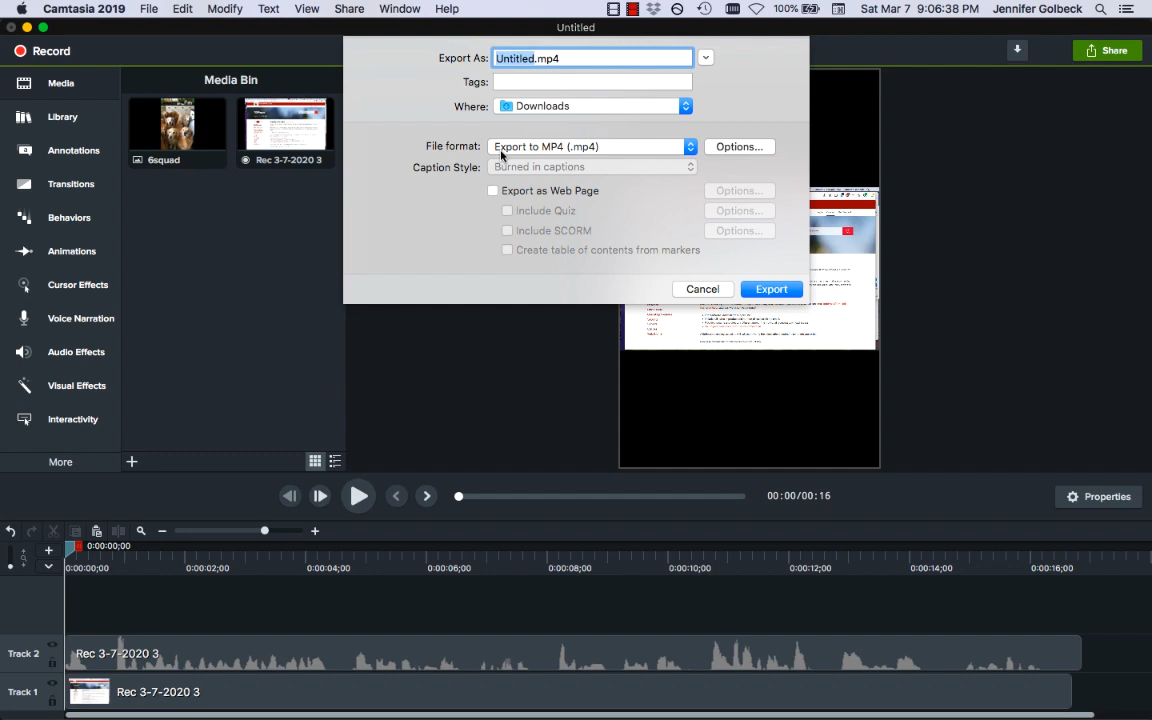 Camtasia 2019 File Edit Modify Text View Share Window Help 100% Sat Mar 7 9:06:38 PM Jennifer Golbeck
Untitled
Record
Share
Export As: Untitled.mp4
Tags:
Where: Downloads
File format: Export to MP4 (.mp4) Options...
Caption Style: Burned in captions
Export as Web Page Options...
Include Quiz Options...
Include SCORM Options...
Create table of contents from markers
Cancel Export
Media
Library
Annotations
Transitions
Behaviors
Animations
Cursor Effects
Voice Narration
Audio Effects
Visual Effects
Interactivity
More
Media Bin
6squad
Rec 3-7-2020 3
00:00/00:16
Properties
0:00:00;00
0:00:00;00 0:00:02;00 0:00:04;00 0:00:06;00 0:00:08;00 0:00:10;00 0:00:12;00 0:00:14;00 0:00:16;00
Track 2 Rec 3-7-2020 3
Track 1 Rec 3-7-2020 3